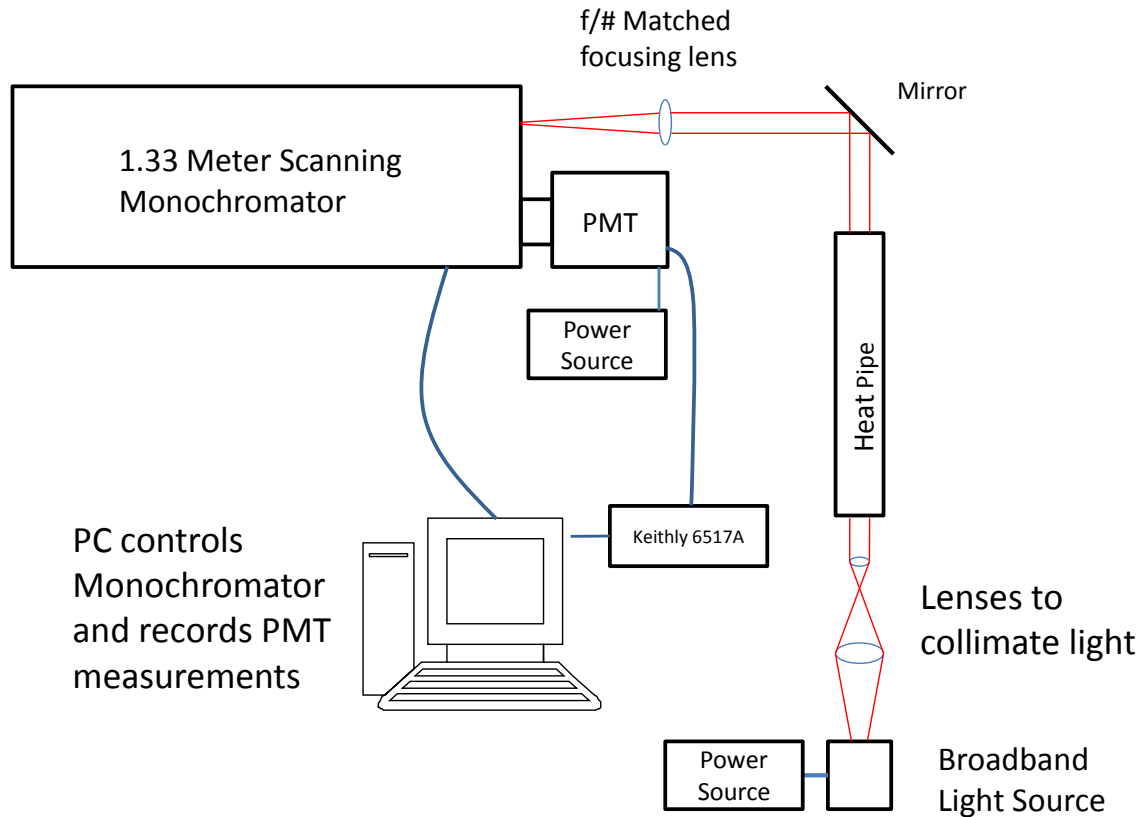 f/# Matched
focusing lens
Mirror
1.33 Meter Scanning
Monochromator
PMT
Power
Source
Heat Pipe
Keithly 6517A
PC controls
Monochromator
and records PMT
measurements
Lenses to
collimate light
Power
Source
Broadband
Light Source